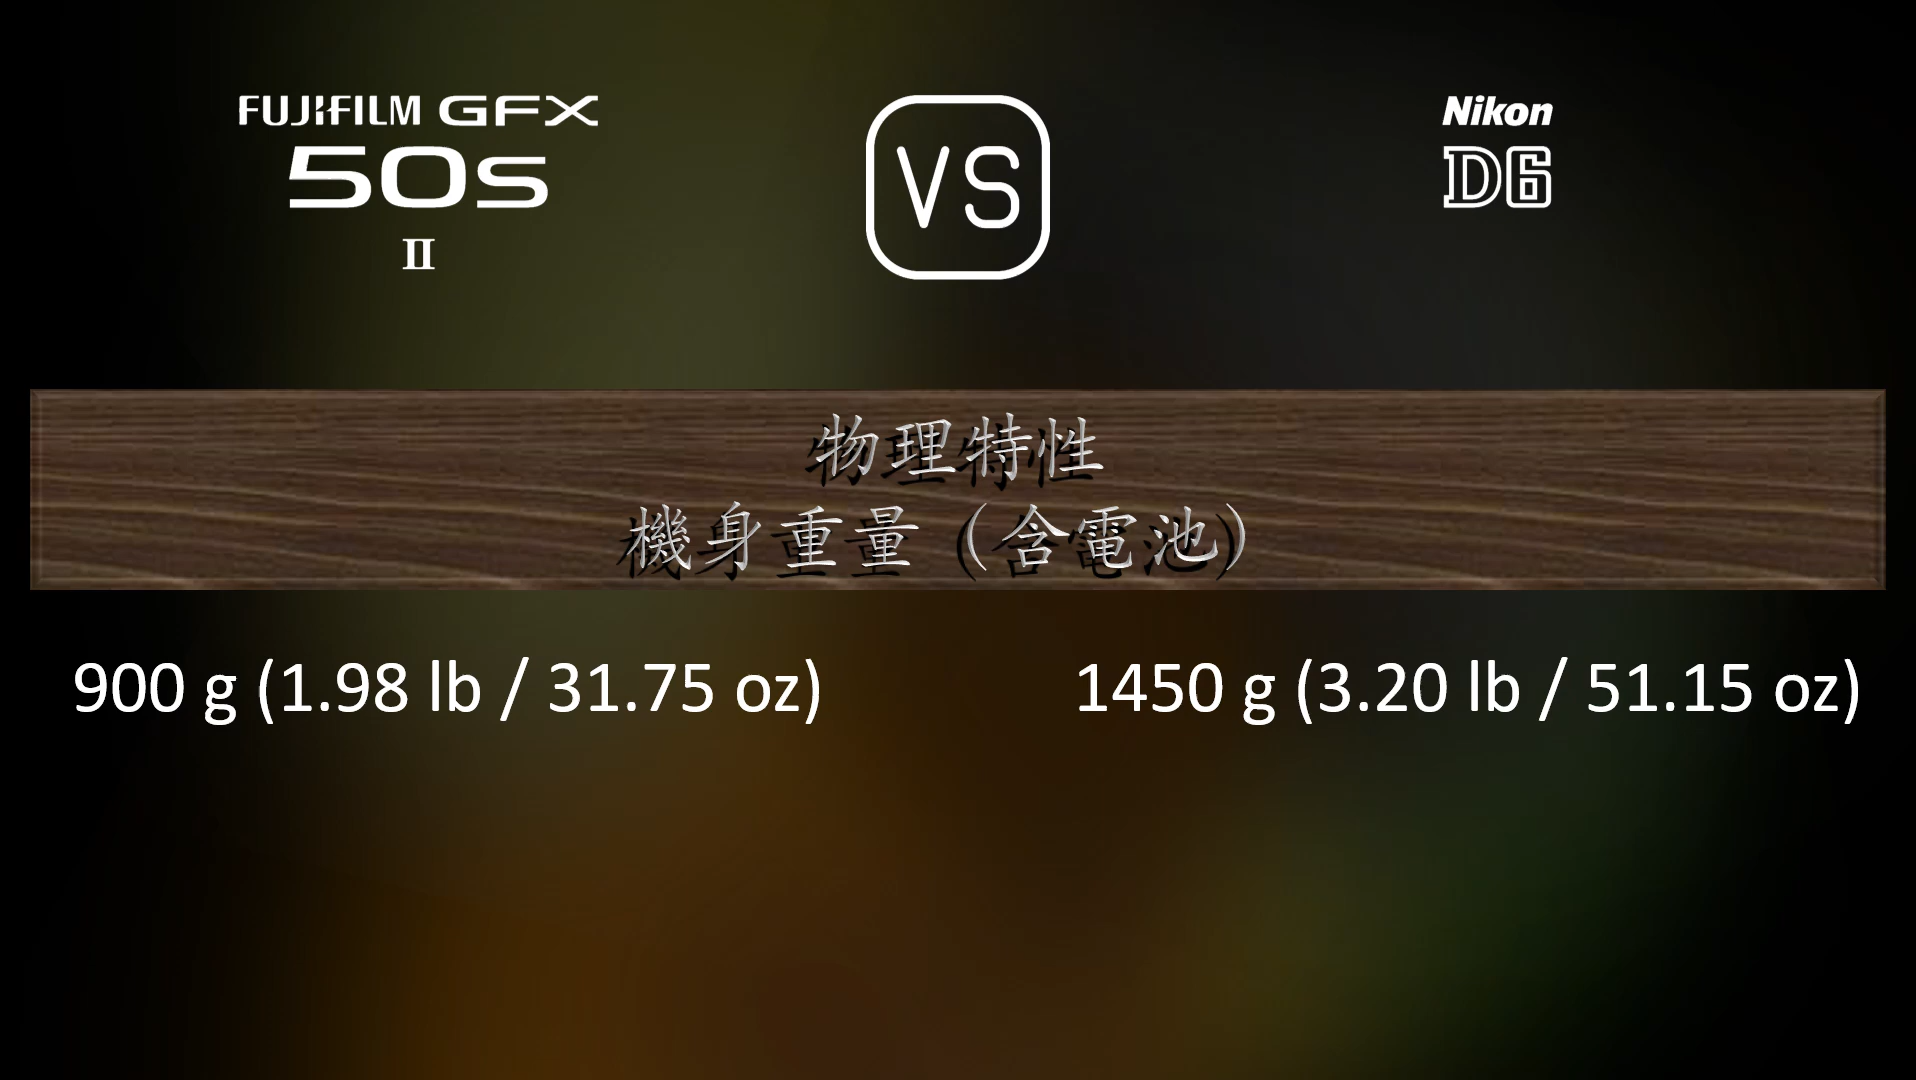 FUJIFILM GFX
50S
II
VS
Nikon
D6
物理特性
機身重量（含電池）
900 g (1.98 lb / 31.75 oz)
1450 g (3.20 lb / 51.15 oz)